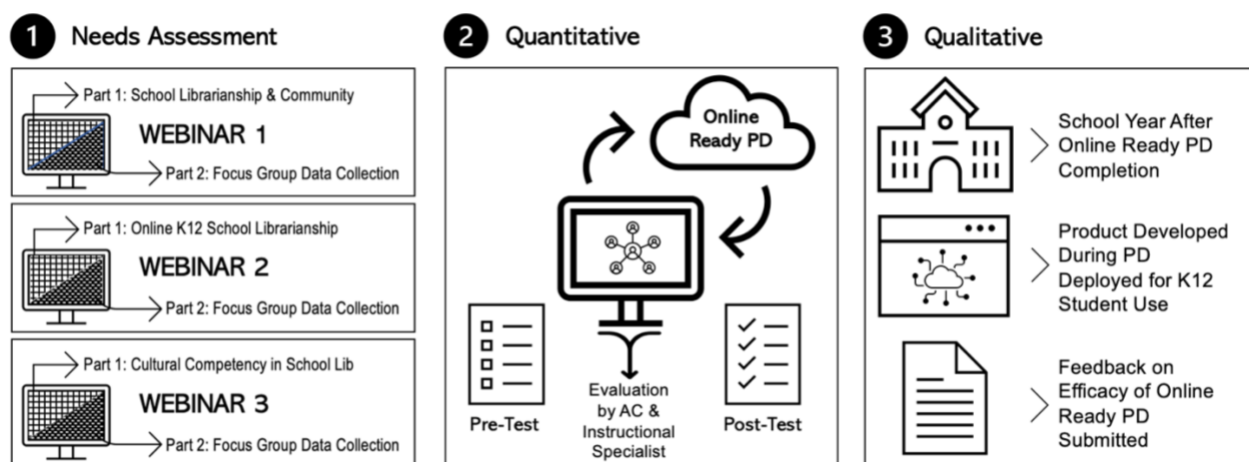 1 Needs Assessment
Part 1: School Librarianship & Community
WEBINAR 1
Part 2: Focus Group Data Collection
Part 1: Online K12 School Librarianship
WEBINAR 2
Part 2: Focus Group Data Collection
Part 1: Cultural Competency in School Lib
WEBINAR 3
Part 2: Focus Group Data Collection
2 Quantitative
Online
Ready PD
Pre-Test
Evaluation
by AC &
Instructional
Specialist
Post-Test
3 Qualitative
School Year After
Online Ready PD
Completion
Product Developed
During PD
Deployed for K12
Student Use
Feedback on
Efficacy of Online
Ready PD
Submitted